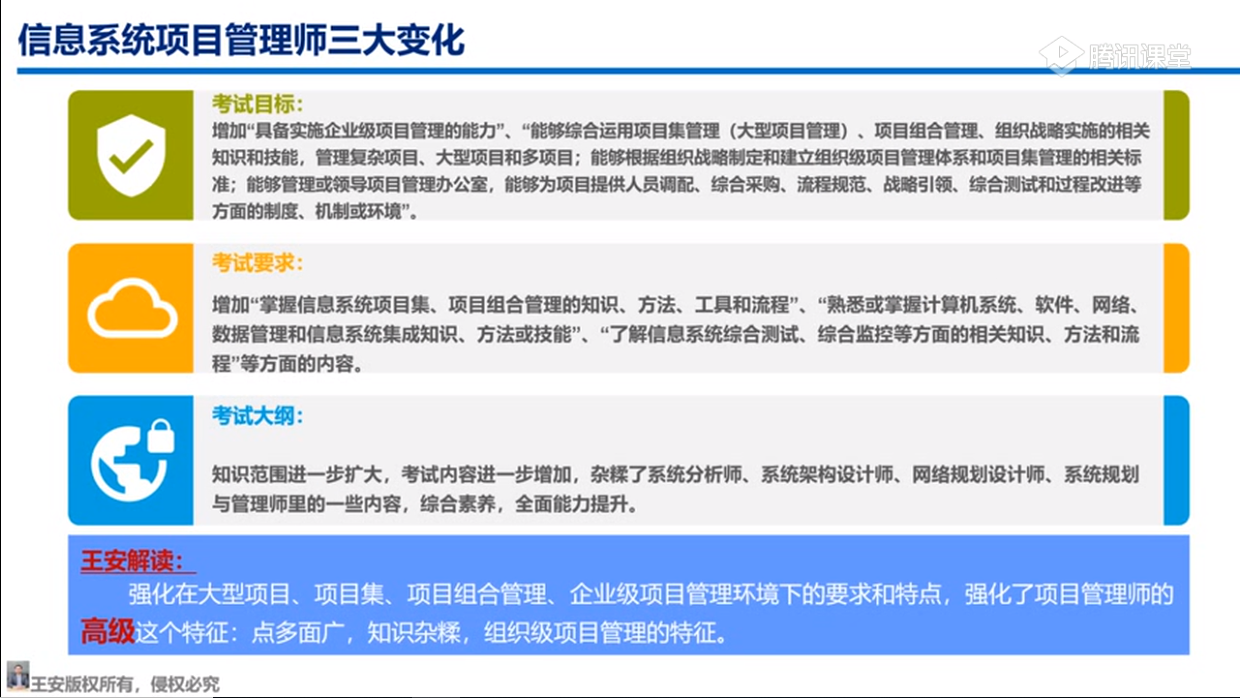 信息系统项目管理师三大变化
腾讯课堂
考试目标：
增加“具备实施企业级项目管理的能力”、“能够综合运用项目集管理（大型项目管理）、项目组合管理、组织战略实施的相关
知识和技能，管理复杂项目、大型项目和多项目；能够根据组织战略制定和建立组织级项目管理体系和项目集管理的相关标
准；能够管理或领导项目管理办公室，能够为项目提供人员调配、综合采购、流程规范、战略引领、综合测试和过程改进等
方面的制度、机制或环境”。
考试要求：
增加“掌握信息系统项目集、项目组合管理的知识、方法、工具和流程”、“熟悉或掌握计算机系统、软件、网络、
数据管理和信息系统集成知识、方法或技能”、“了解信息系统综合测试、综合监控等方面的相关知识、方法和流
程”等方面的内容。
考试大纲：
知识范围进一步扩大，考试内容进一步增加，杂糅了系统分析师、系统架构设计师、网络规划设计师、系统规划
与管理师里的一些内容，综合素养，全面能力提升。
王安解读：
强化在大型项目、项目集、项目组合管理、企业级项目管理环境下的要求和特点，强化了项目管理师的
高级这个特征：点多面广，知识杂糅，组织级项目管理的特征。
王安版权所有，侵权必究